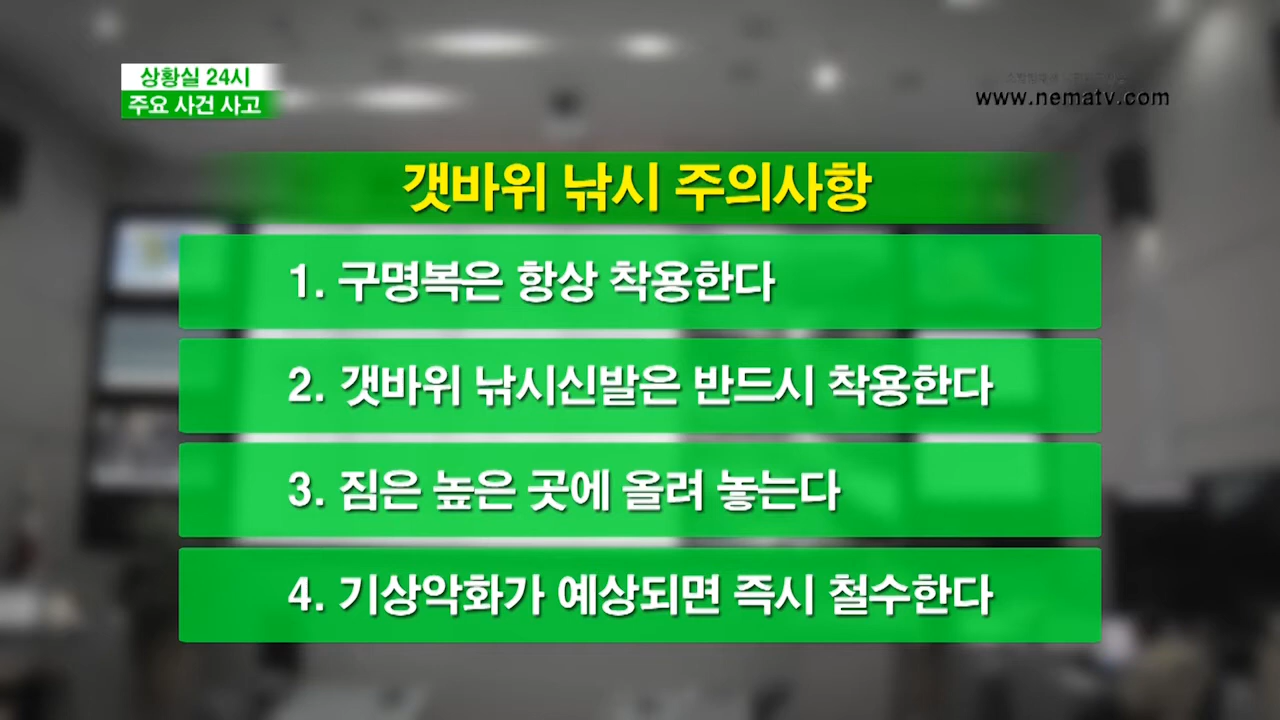 상황실 24시
주요 사건 사고
www.nematv.com
갯바위 낚시 주의사항
1. 구명복은 항상 착용한다
2. 갯바위 낚시신발은 반드시 착용한다
3. 짐은 높은 곳에 올려 놓는다
4. 기상악화가 예상되면 즉시 철수한다